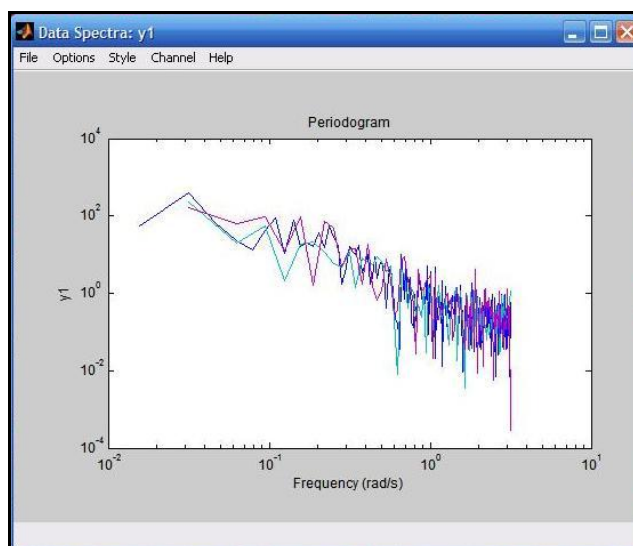 Data Spectra: y1
File Options Style Channel Help
Periodogram
10^4
10^2
10^0
10^-2
10^-4
y1
10^-2 10^-1 10^0 10^1
Frequency (rad/s)